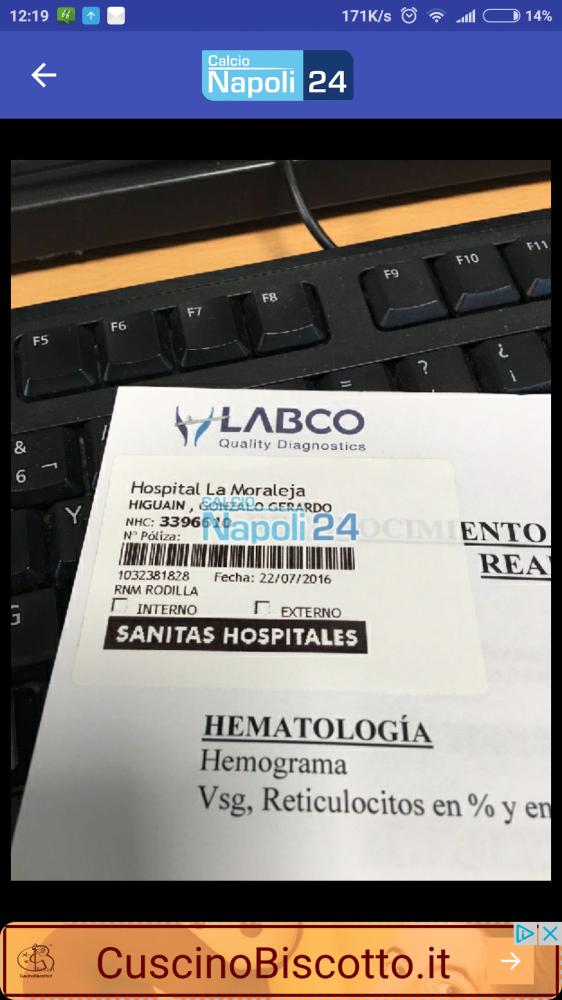 12:19
171K/s
14%
Calcio
Napoli 24
F5
F6
F7
F8
F9
F10
F11
=
?
¿
¡
&
6 ¬
/
Y
G
LABCO
Quality Diagnostics
Hospital La Moraleja
HIGUAIN , GONZALO GERARDO
NHC: 3396610
Nº Póliza:
CALCIO
Napoli 24
OCIMIENTO
REA
1032381828 Fecha: 22/07/2016
RNM RODILLA
INTERNO EXTERNO
SANITAS HOSPITALES
HEMATOLOGÍA
Hemograma
Vsg, Reticulocitos en % y en
CuscinoBiscotto.it